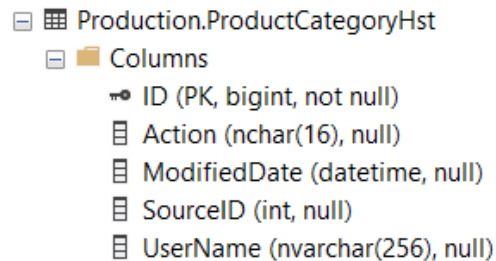 Production.ProductCategoryHst
Columns
ID (PK, bigint, not null)
Action (nchar(16), null)
ModifiedDate (datetime, null)
SourceID (int, null)
UserName (nvarchar(256), null)